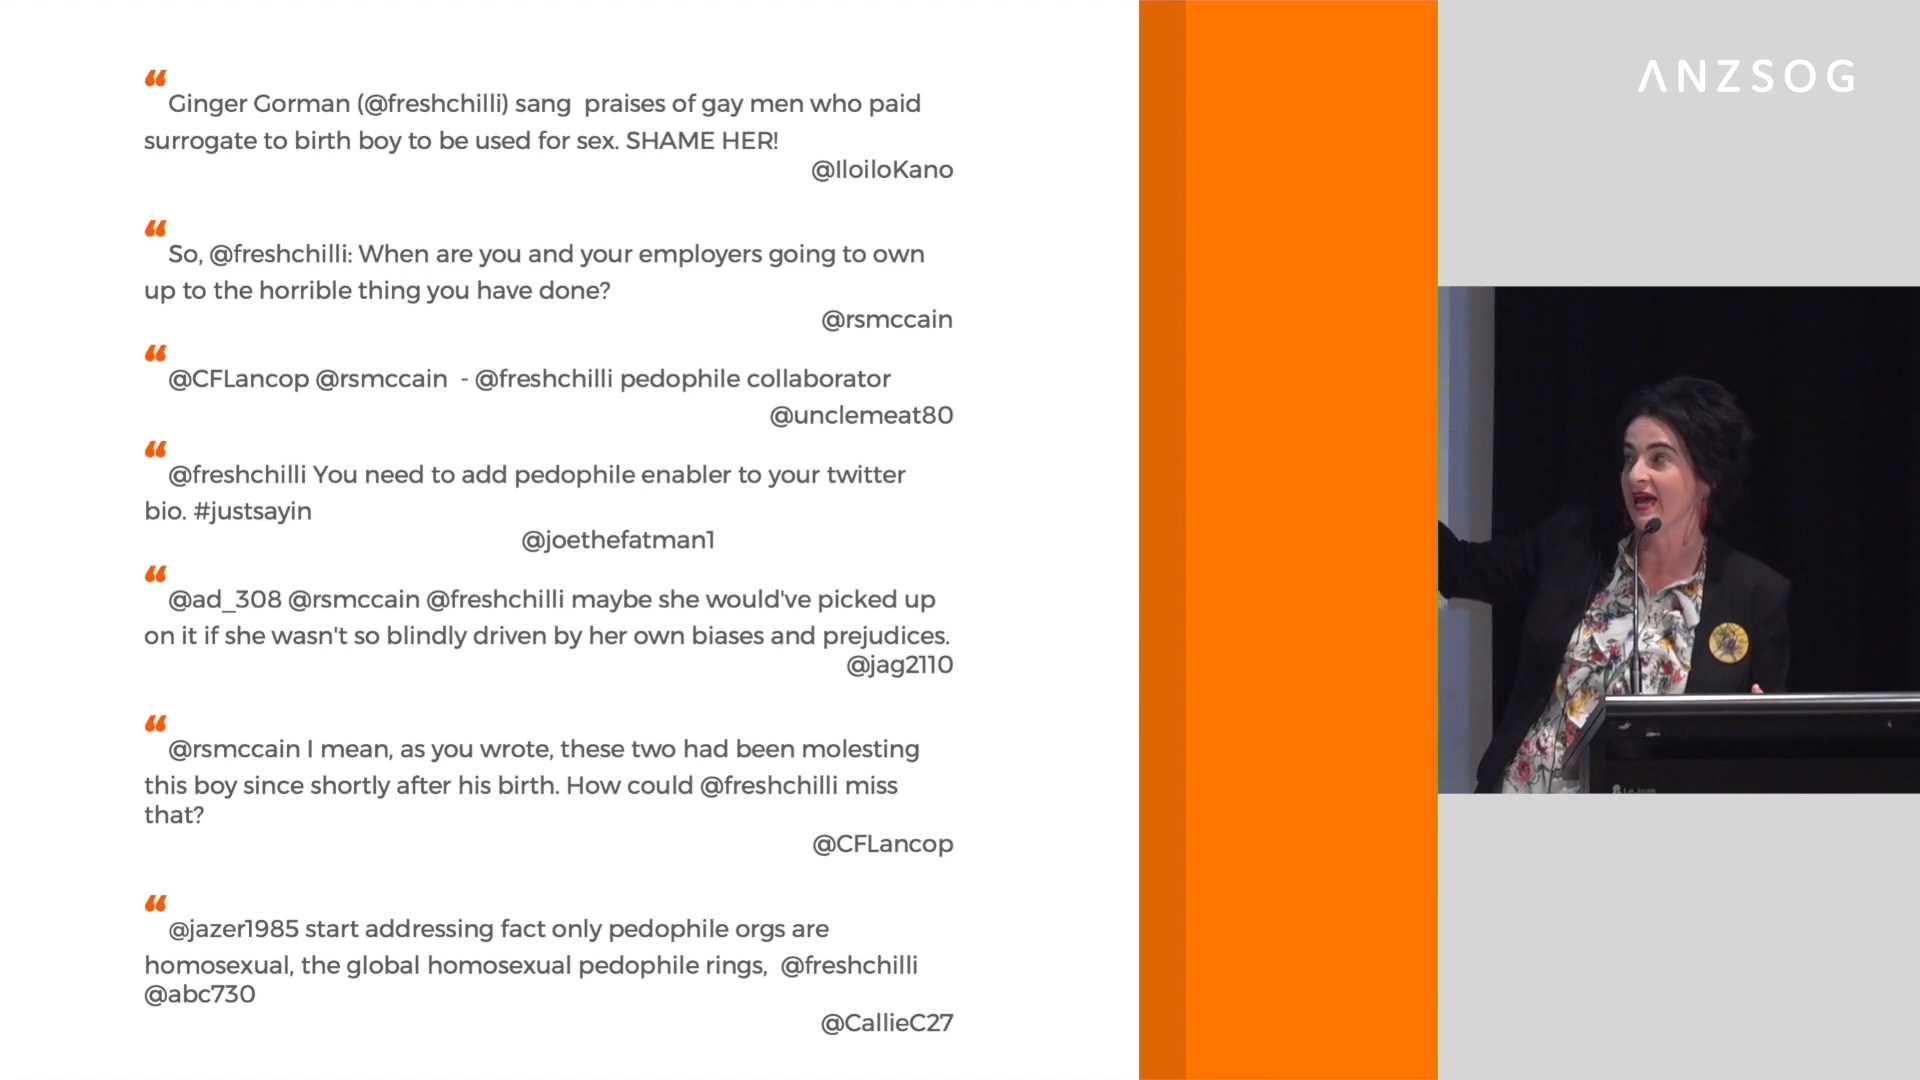 “Ginger Gorman (@freshchilli) sang praises of gay men who paid
surrogate to birth boy to be used for sex. SHAME HER!
@IloiloKano
“So, @freshchilli: When are you and your employers going to own
up to the horrible thing you have done?
@rsmccain
“@CFLancop @rsmccain - @freshchilli pedophile collaborator
@unclemeat80
“@freshchilli You need to add pedophile enabler to your twitter
bio. #justsayin
@joethefatman1
“@ad_308 @rsmccain @freshchilli maybe she would've picked up
on it if she wasn't so blindly driven by her own biases and prejudices.
@jag2110
“@rsmccain I mean, as you wrote, these two had been molesting
this boy since shortly after his birth. How could @freshchilli miss
that?
@CFLancop
“@jazer1985 start addressing fact only pedophile orgs are
homosexual, the global homosexual pedophile rings, @freshchilli
@abc730
@CallieC27
ANZSOG